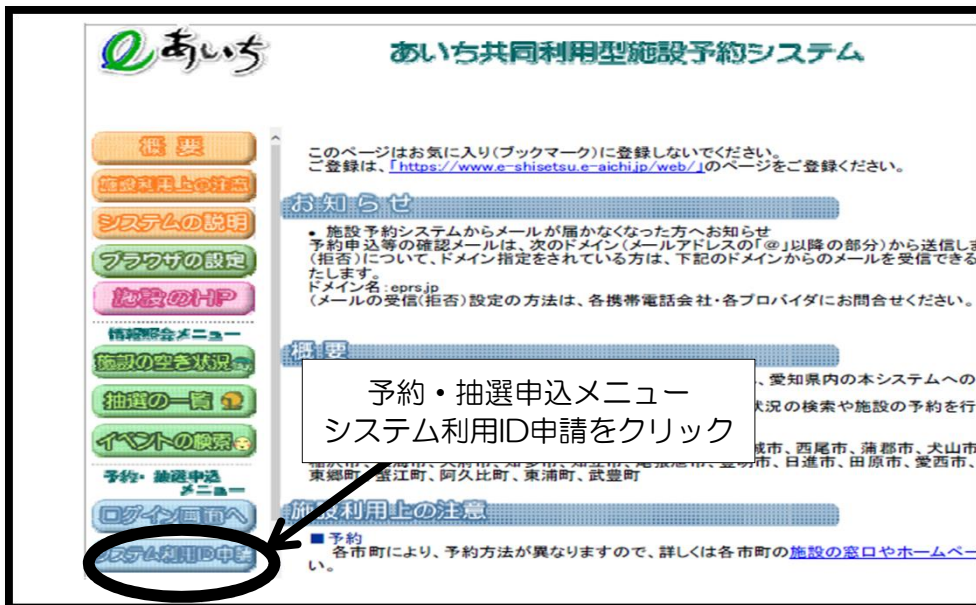 あいち
あいち共同利用型施設予約システム
概 要
施設利用上の注意
システムの説明
ブラウザの設定
施設のHP
情報照会メニュー
施設の空き状況
抽選の一覧
イベントの検索
予約・抽選申込
メニュー
ログイン画面へ
システム利用ID申請
このページはお気に入り(ブックマーク)に登録しないでください。
ご登録は、「https://www.e-shisetsu.e-aichi.jp/web/」のページをご登録ください。
お 知 ら せ
• 施設予約システムからメールが届かなくなった方へお知らせ
予約申込等の確認メールは、次のドメイン(メールアドレスの「@」以降の部分)から送信しま
(拒否)について、ドメイン指定をされている方は、下記のドメインからのメールを受信できる
たします。
ドメイン名:eprs.jp
(メールの受信(拒否)設定の方法は、各携帯電話会社・各プロバイダにお問合せください。
概 要
、愛知県内の本システムへの
状況の検索や施設の予約を行
予約・抽選申込メニュー
システム利用ID申請をクリック
城市、西尾市、蒲郡市、犬山市
市、日進市、田原市、愛西市、
東郷町、蟹江町、阿久比町、東浦町、武豊町
施設利用上の注意
■ 予約
各市町により、予約方法が異なりますので、詳しくは各市町の施設の窓口やホームペー
い。